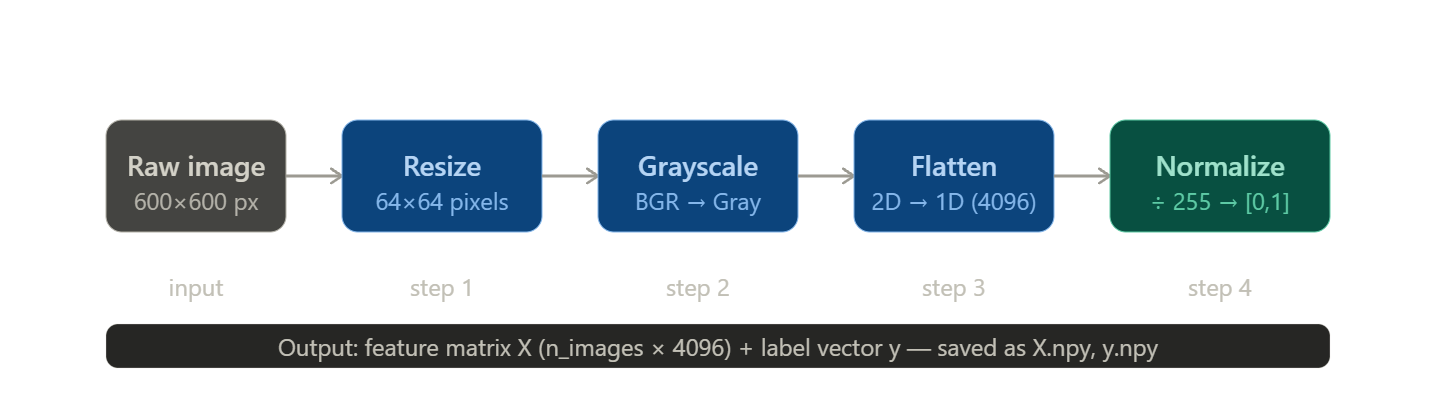 Raw image
600×600 px
Resize
64×64 pixels
Grayscale
BGR → Gray
Flatten
2D → 1D (4096)
Normalize
÷ 255 → [0,1]
input
step 1
step 2
step 3
step 4
Output: feature matrix X (n_images × 4096) + label vector y — saved as X.npy, y.npy